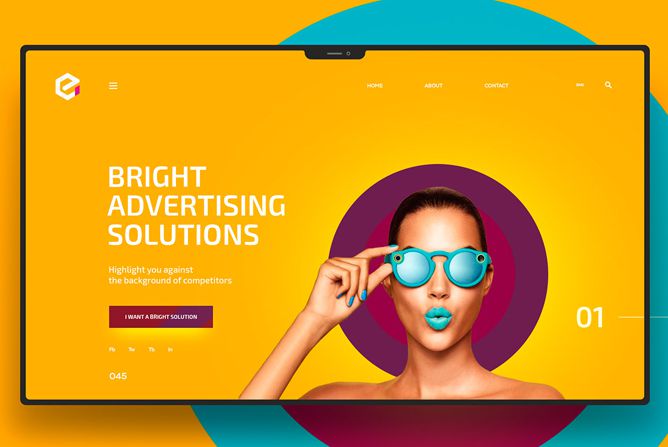 HOME ABOUT CONTACT ENG
BRIGHT
ADVERTISING
SOLUTIONS
Highlight you against
the background of competitors
I WANT A BRIGHT SOLUTION
01
Fb Tw Tb In
045